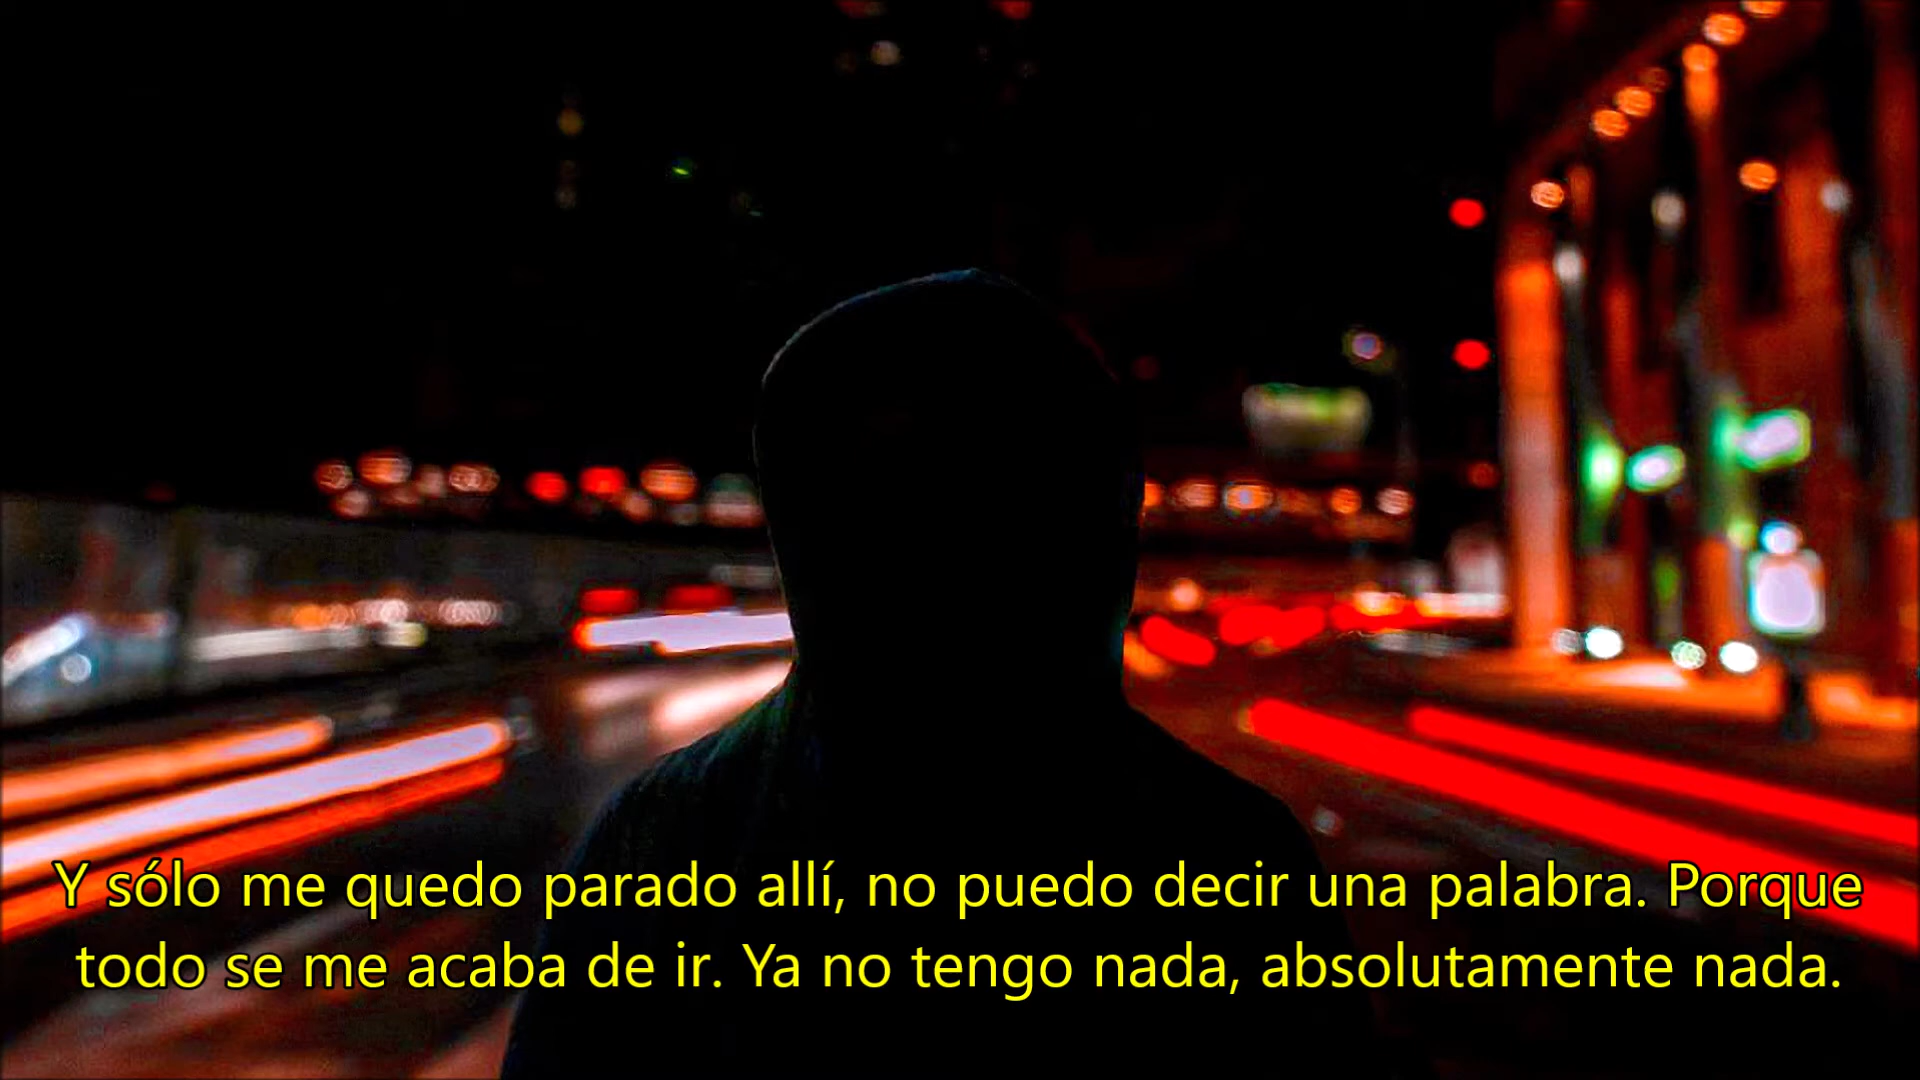 Y sólo me quedo parado allí, no puedo decir una palabra. Porque
todo se me acaba de ir. Ya no tengo nada, absolutamente nada.